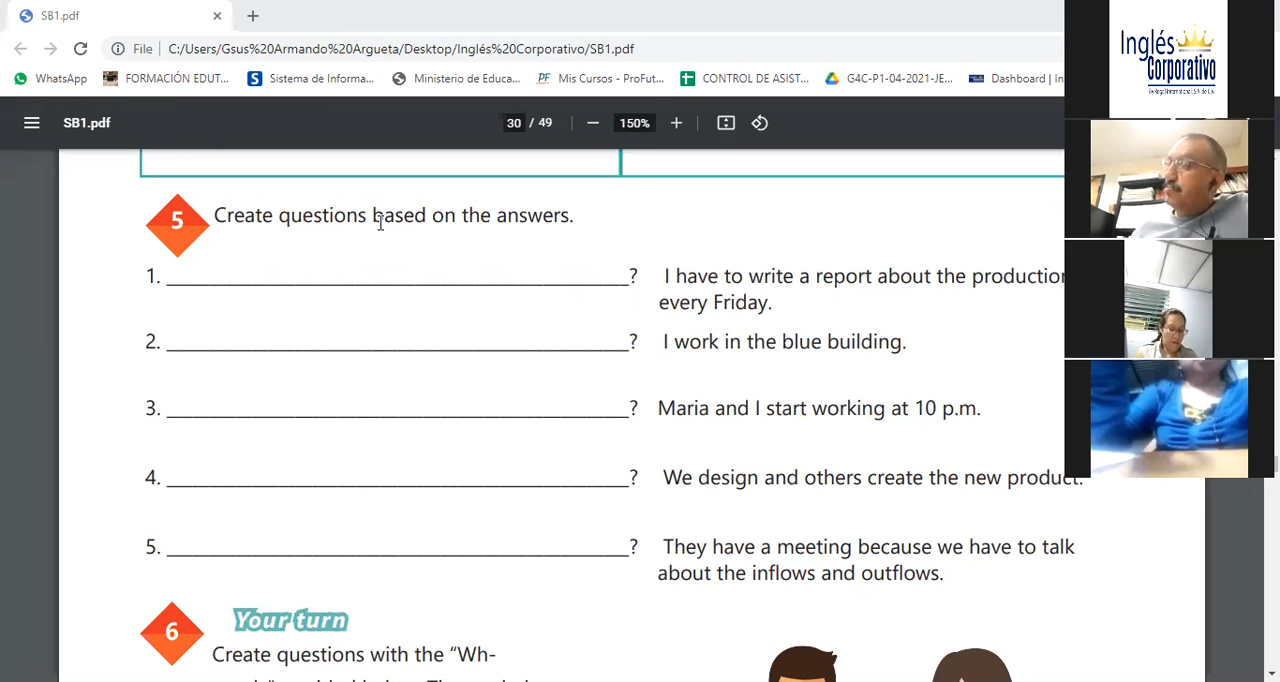 SB1.pdf
File C:/Users/Gsus%20Armando%20Argueta/Desktop/Inglés%20Corporativo/SB1.pdf
WhatsApp FORMACIÓN EDUT... Sistema de Informa... Ministerio de Educa... PF Mis Cursos - ProFut... CONTROL DE ASIST... G4C-P1-04-2021-JE... Dashboard | In
SB1.pdf 30 / 49 150%
Inglés
Corporativo
5 Create questions based on the answers.
1. ? I have to write a report about the production
every Friday.
2. ? I work in the blue building.
3. ? Maria and I start working at 10 p.m.
4. ? We design and others create the new product.
5. ? They have a meeting because we have to talk
about the inflows and outflows.
6 Your turn
Create questions with the “Wh-